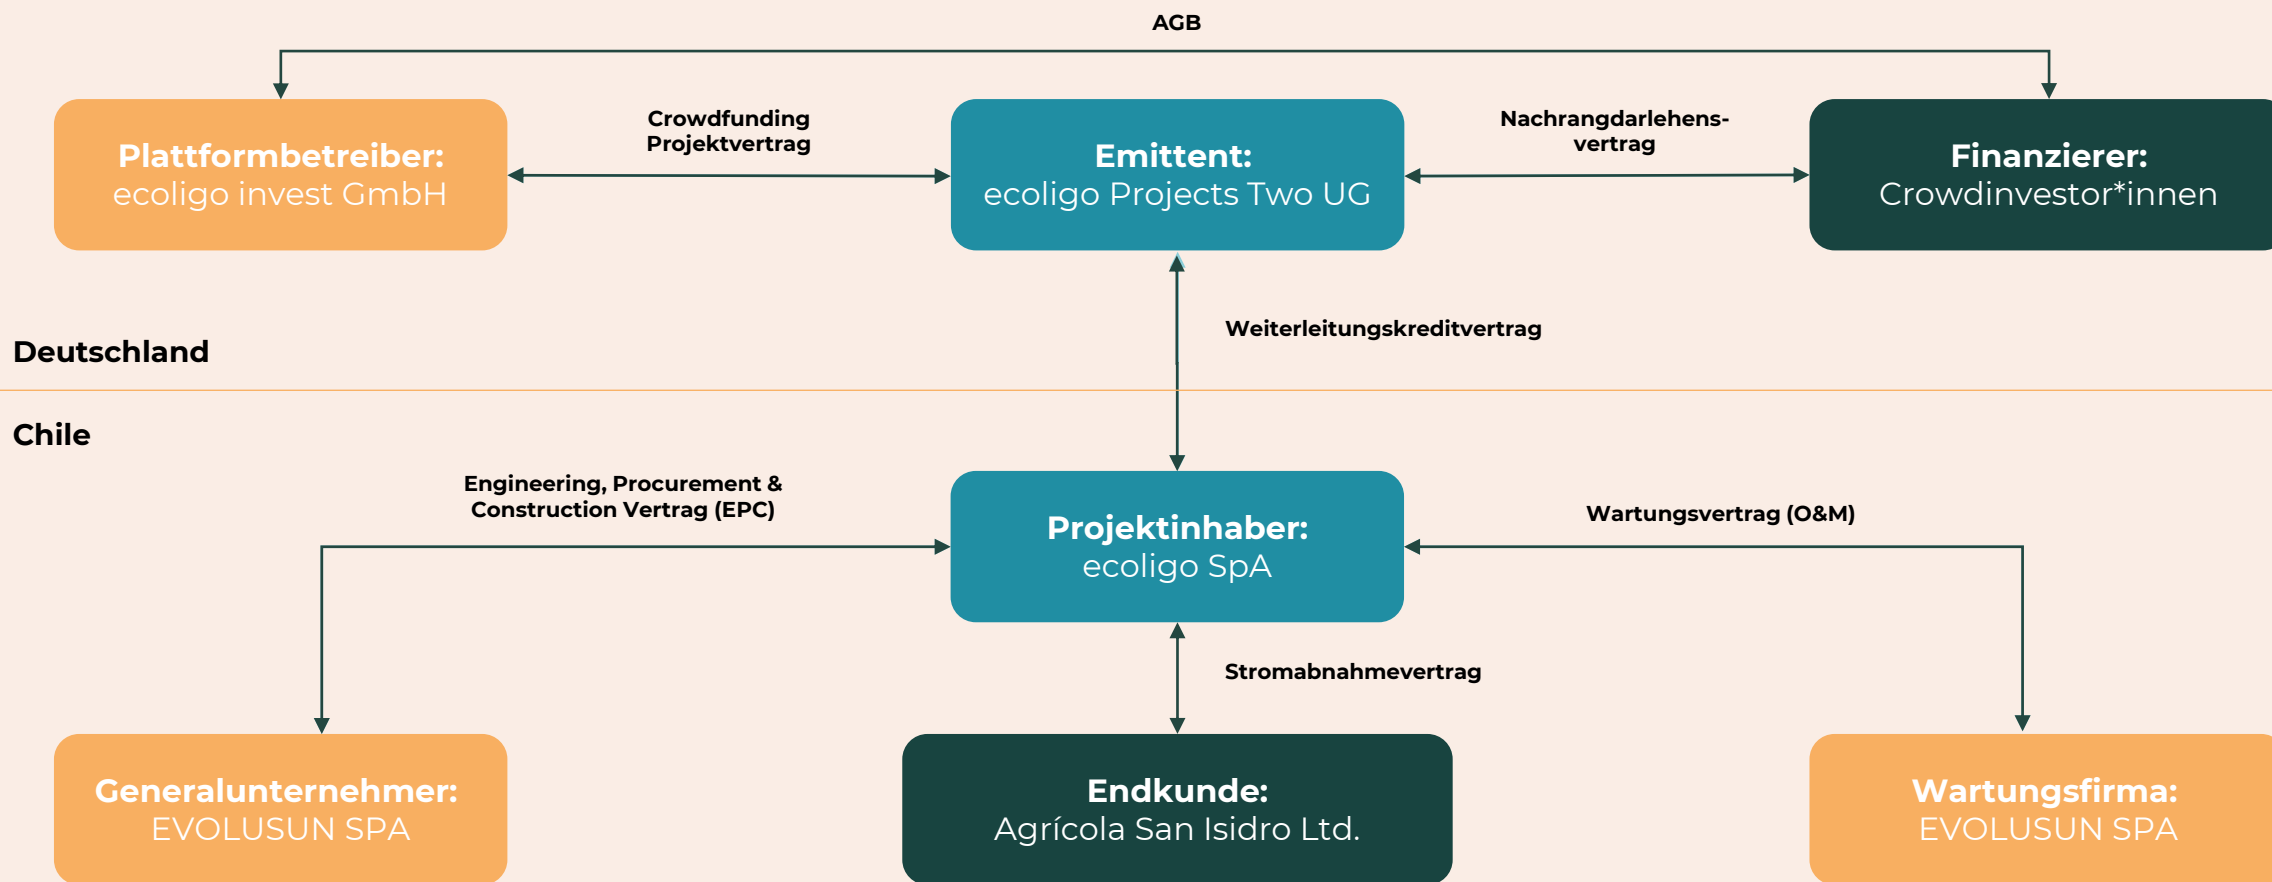 AGB
Crowdfunding
Projektvertrag
Nachrangdarlehens-
vertrag
Plattformbetreiber:
ecoligo invest GmbH
Emittent:
ecoligo Projects Two UG
Finanzierer:
Crowdinvestor*innen
Weiterleitungskreditvertrag
Deutschland
Chile
Engineering, Procurement &
Construction Vertrag (EPC)
Wartungsvertrag (O&M)
Projektinhaber:
ecoligo SpA
Stromabnahmevertrag
Generalunternehmer:
EVOLUSUN SPA
Endkunde:
Agrícola San Isidro Ltd.
Wartungsfirma:
EVOLUSUN SPA